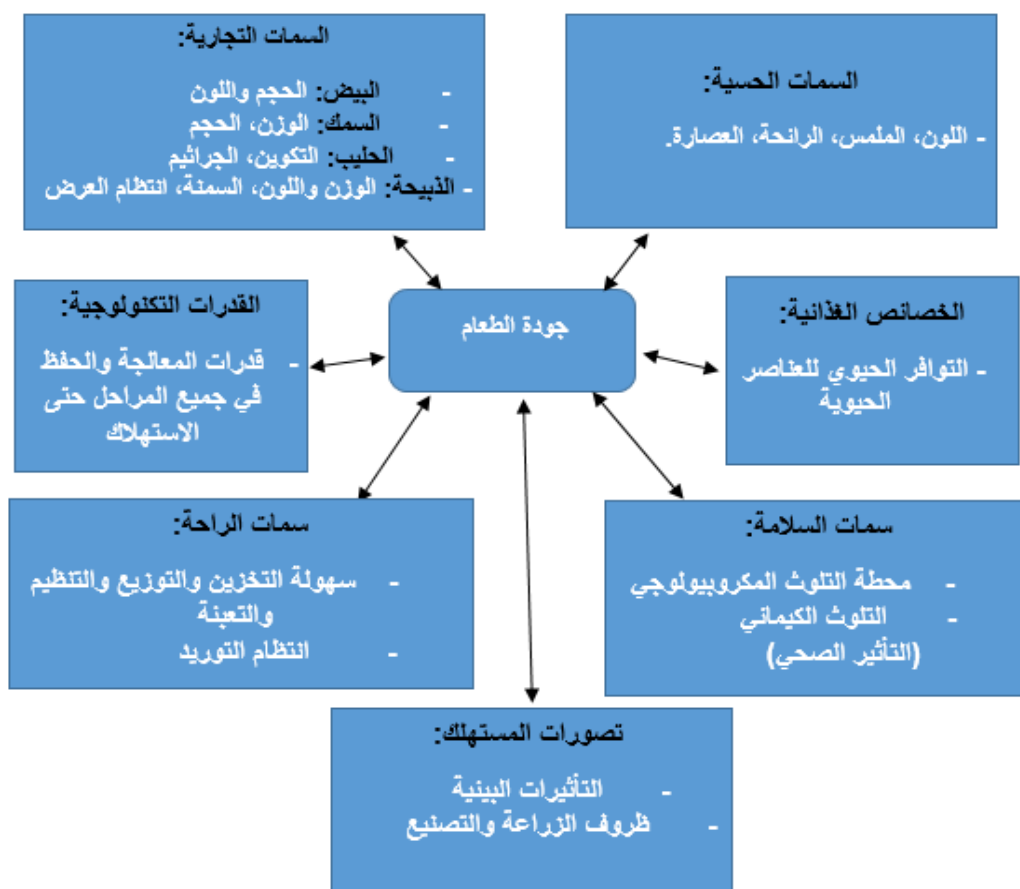 السمات التجارية:
- البيض: الحجم واللون
- السمك: الوزن، الحجم
- الحليب: التكوين، الجراثيم
- الذبيحة: الوزن واللون، السمنة، انتظام العرض
السمات الحسية:
- اللون، الملمس، الرائحة، العصارة.
القدرات التكنولوجية:
- قدرات المعالجة والحفظ
في جميع المراحل حتى
الاستهلاك
جودة الطعام
الخصائص الغذائية:
- التوافر الحيوي للعناصر
الحيوية
سمات الراحة:
- سهولة التخزين والتوزيع والتنظيم
والتعبئة
- انتظام التوريد
سمات السلامة:
- محطة التلوث المكروبيولوجي
- التلوث الكيمائي
(التأثير الصحي)
تصورات المستهلك:
- التأثيرات البيئية
- ظروف الزراعة والتصنيع